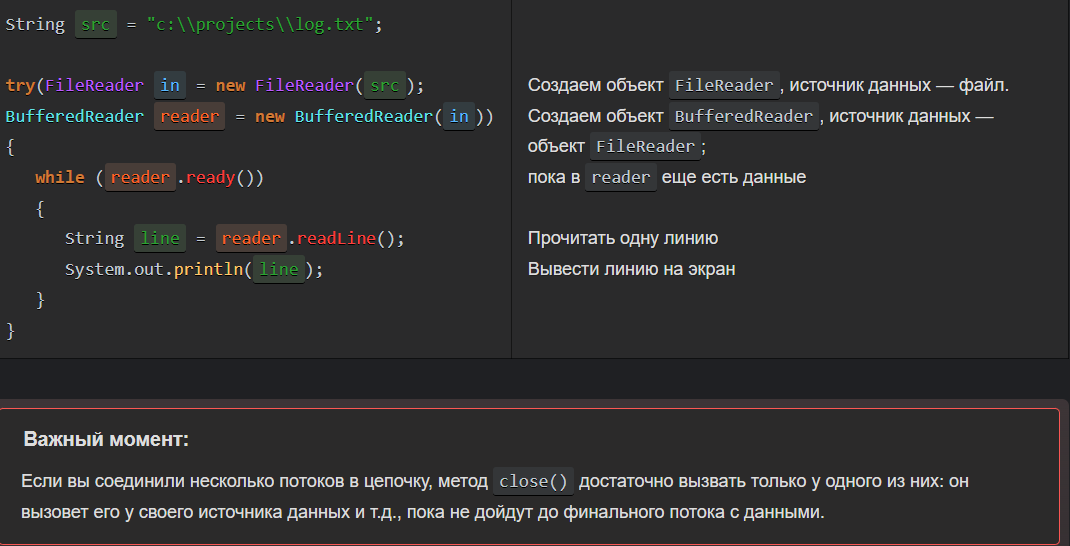 String src = "c:\\projects\\log.txt";
try(FileReader in = new FileReader(src);
BufferedReader reader = new BufferedReader(in))
{
while (reader.ready())
{
String line = reader.readLine();
System.out.println(line);
}
}
Создаем объект FileReader, источник данных — файл.
Создаем объект BufferedReader, источник данных —
объект FileReader;
пока в reader еще есть данные
Прочитать одну линию
Вывести линию на экран
Важный момент:
Если вы соединили несколько потоков в цепочку, метод close() достаточно вызвать только у одного из них: он
вызовет его у своего источника данных и т.д., пока не дойдут до финального потока с данными.